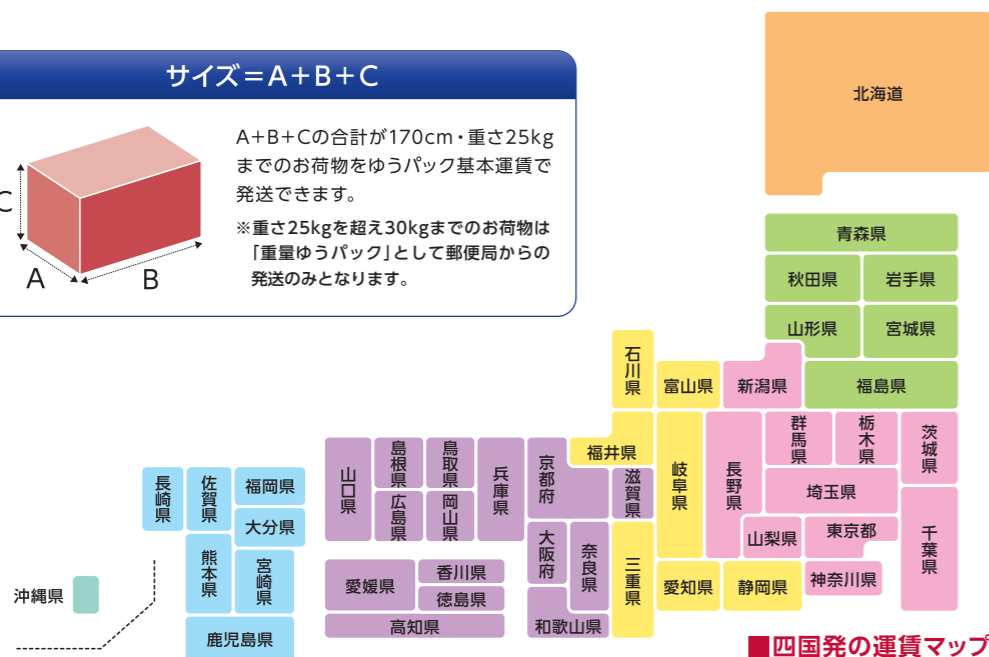 サイズ=A+B+C
A+B+Cの合計が170cm・重さ25kg
までのお荷物をゆうパック基本運賃で
発送できます。
※重さ25kgを超え30kgまでのお荷物は
「重量ゆうパック」として郵便局からの
発送のみとなります。
C
A
B
北海道
青森県
秋田県
岩手県
山形県
宮城県
福島県
石川県
富山県
新潟県
福井県
岐阜県
長野県
群馬県
栃木県
茨城県
埼玉県
山梨県
東京都
千葉県
神奈川県
静岡県
愛知県
三重県
滋賀県
京都府
大阪府
奈良県
和歌山県
兵庫県
鳥取県
岡山県
島根県
広島県
山口県
香川県
徳島県
愛媛県
高知県
福岡県
佐賀県
長崎県
大分県
熊本県
宮崎県
鹿児島県
沖縄県
■四国発の運賃マップ